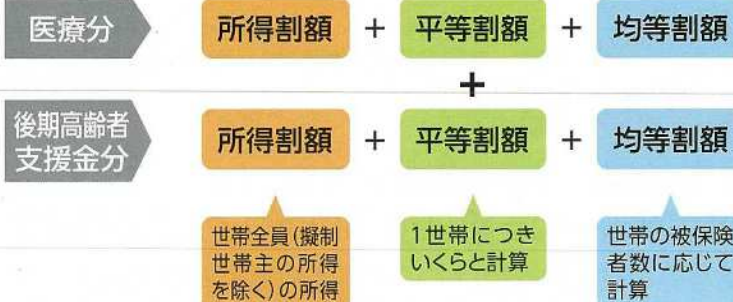 医療分 所得割額 + 平等割額 + 均等割額
+
後期高齢者
支援金分
所得割額 + 平等割額 + 均等割額
世帯全員(擬制
世帯主の所得
を除く)の所得
1世帯につき
いくらと計算
世帯の被保険
者数に応じて
計算